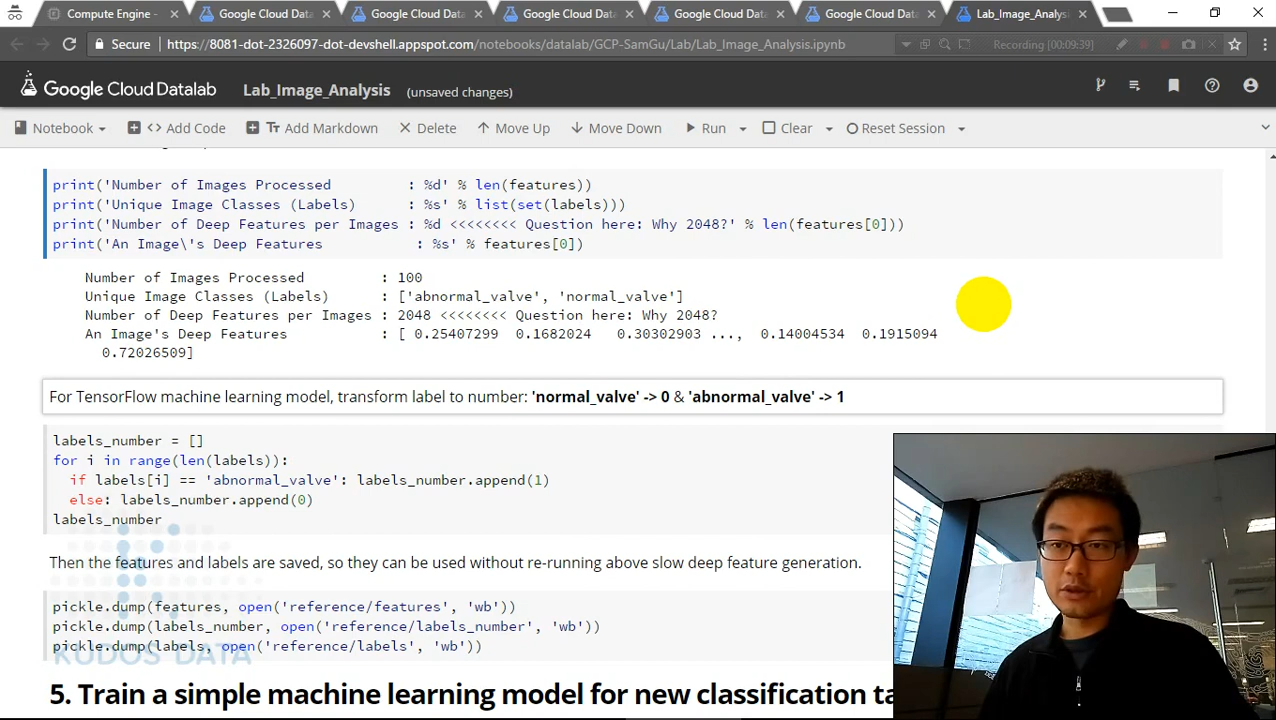 Compute Engine -
Google Cloud Data
Google Cloud Data
Google Cloud Data
Google Cloud Data
Google Cloud Data
Lab_Image_Analys
Secure
https://8081-dot-2326097-dot-devshell.appspot.com/notebooks/datalab/GCP-SamGu/Lab/Lab_Image_Analysis.ipynb
Recording [00:09:39]
Google Cloud Datalab
Lab_Image_Analysis
(unsaved changes)
Notebook
<> Add Code
Add Markdown
Delete
Move Up
Move Down
Run
Clear
Reset Session
print('Number of Images Processed          : %d' % len(features))
print('Unique Image Classes (Labels)       : %s' % list(set(labels)))
print('Number of Deep Features per Images : %d <<<<<<<< Question here: Why 2048?' % len(features[0]))
print('An Image\'s Deep Features            : %s' % features[0])
Number of Images Processed          : 100
Unique Image Classes (Labels)       : ['abnormal_valve', 'normal_valve']
Number of Deep Features per Images : 2048 <<<<<<<< Question here: Why 2048?
An Image's Deep Features            : [ 0.25407299  0.1682024   0.30302903 ...,  0.14004534  0.1915094
0.72026509]
For TensorFlow machine learning model, transform label to number: 'normal_valve' -> 0 & 'abnormal_valve' -> 1
labels_number = []
for i in range(len(labels)):
if labels[i] == 'abnormal_valve': labels_number.append(1)
else: labels_number.append(0)
labels_number
Then the features and labels are saved, so they can be used without re-running above slow deep feature generation.
pickle.dump(features, open('reference/features', 'wb'))
pickle.dump(labels_number, open('reference/labels_number', 'wb'))
pickle.dump(labels, open('reference/labels', 'wb'))
KUDOS DATA
5. Train a simple machine learning model for new classification ta